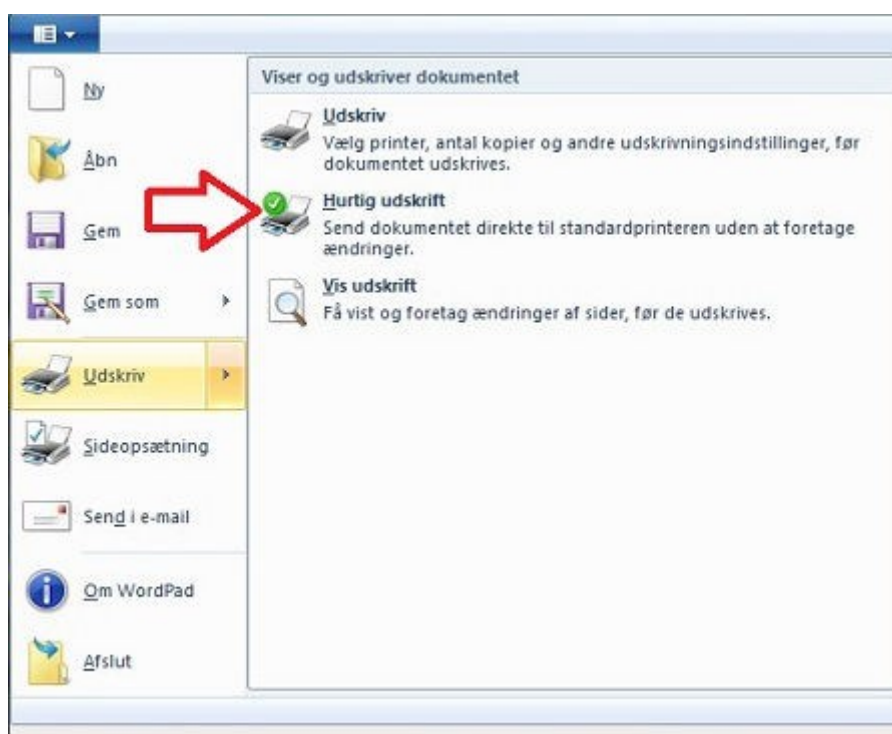 Ny
Åbn
Gem
Gem som
Udskriv
Sideopsætning
Send i e-mail
Om WordPad
Afslut
Viser og udskriver dokumentet
Udskriv
Vælg printer, antal kopier og andre udskrivningsindstillinger, før
dokumentet udskrives.
Hurtig udskrift
Send dokumentet direkte til standardprinteren uden at foretage
ændringer.
Vis udskrift
Få vist og foretag ændringer af sider, før de udskrives.